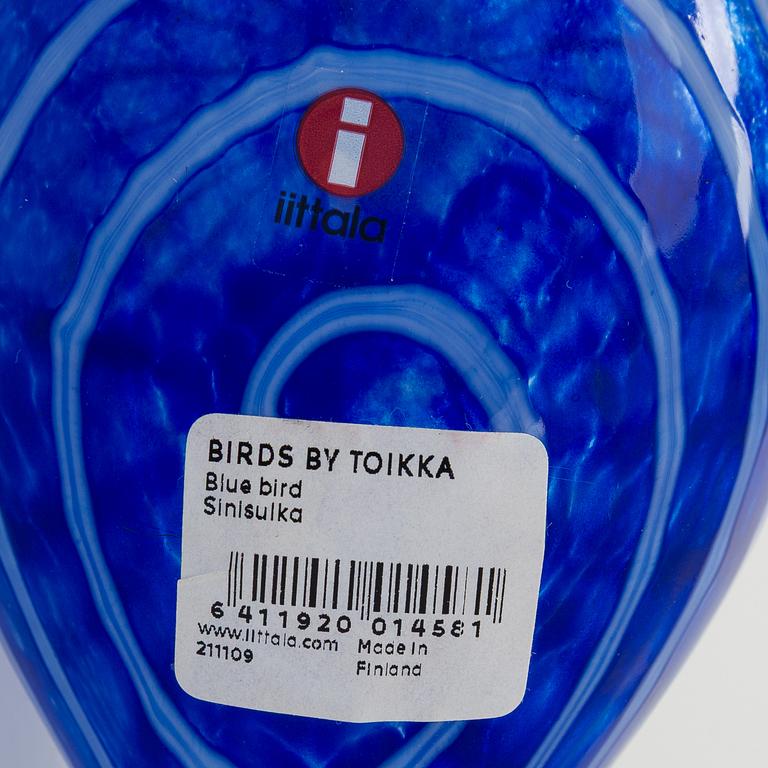 i
iittala
BIRDS BY TOIKKA
Blue bird
Sinisulka
6 411920 014581
www.iittala.com Made in
211109 Finland